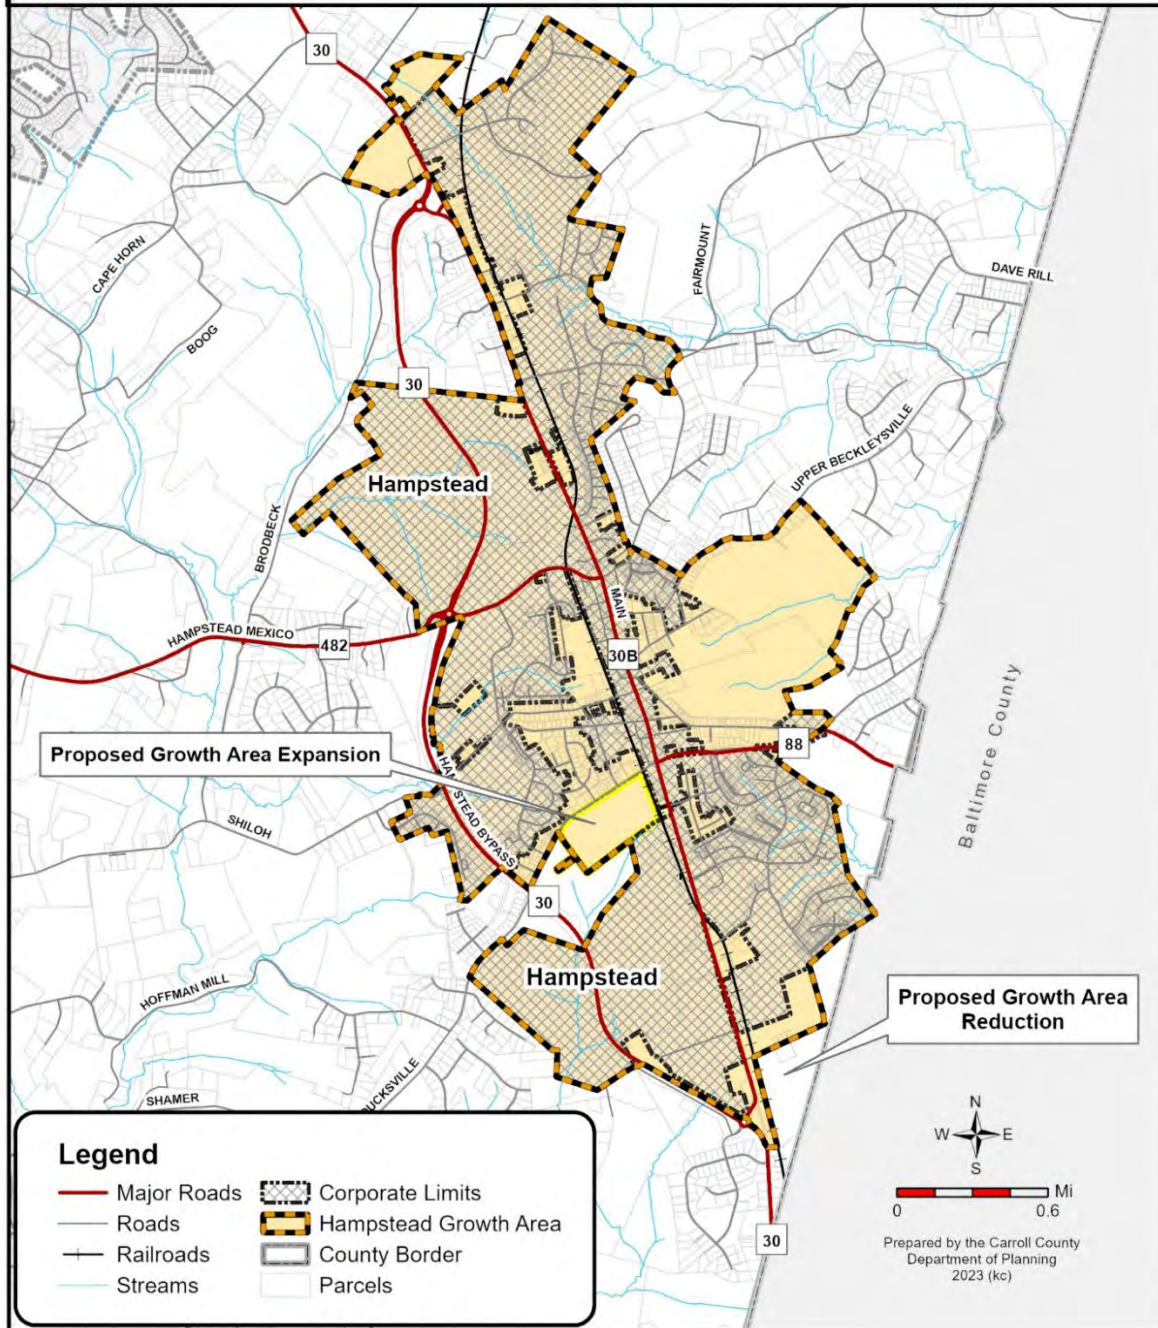 30
CAPE HORN
FAIRMOUNT
DAVE RILL
BOOG
30
UPPER BECKLEYSVILLE
Hampstead
BRODBECK
MAIN
HAMPSTEAD MEXICO
482
30B
Baltimore County
88
Proposed Growth Area Expansion
HAMPSTEAD BYPASS
SHILOH
30
Hampstead
HOFFMAN MILL
Proposed Growth Area
Reduction
SHAMER
N
W
E
S
Mi
0
0.6
30
Prepared by the Carroll County
Department of Planning
2023 (kc)
Legend
Major Roads
Roads
Railroads
Streams
Corporate Limits
Hampstead Growth Area
County Border
Parcels